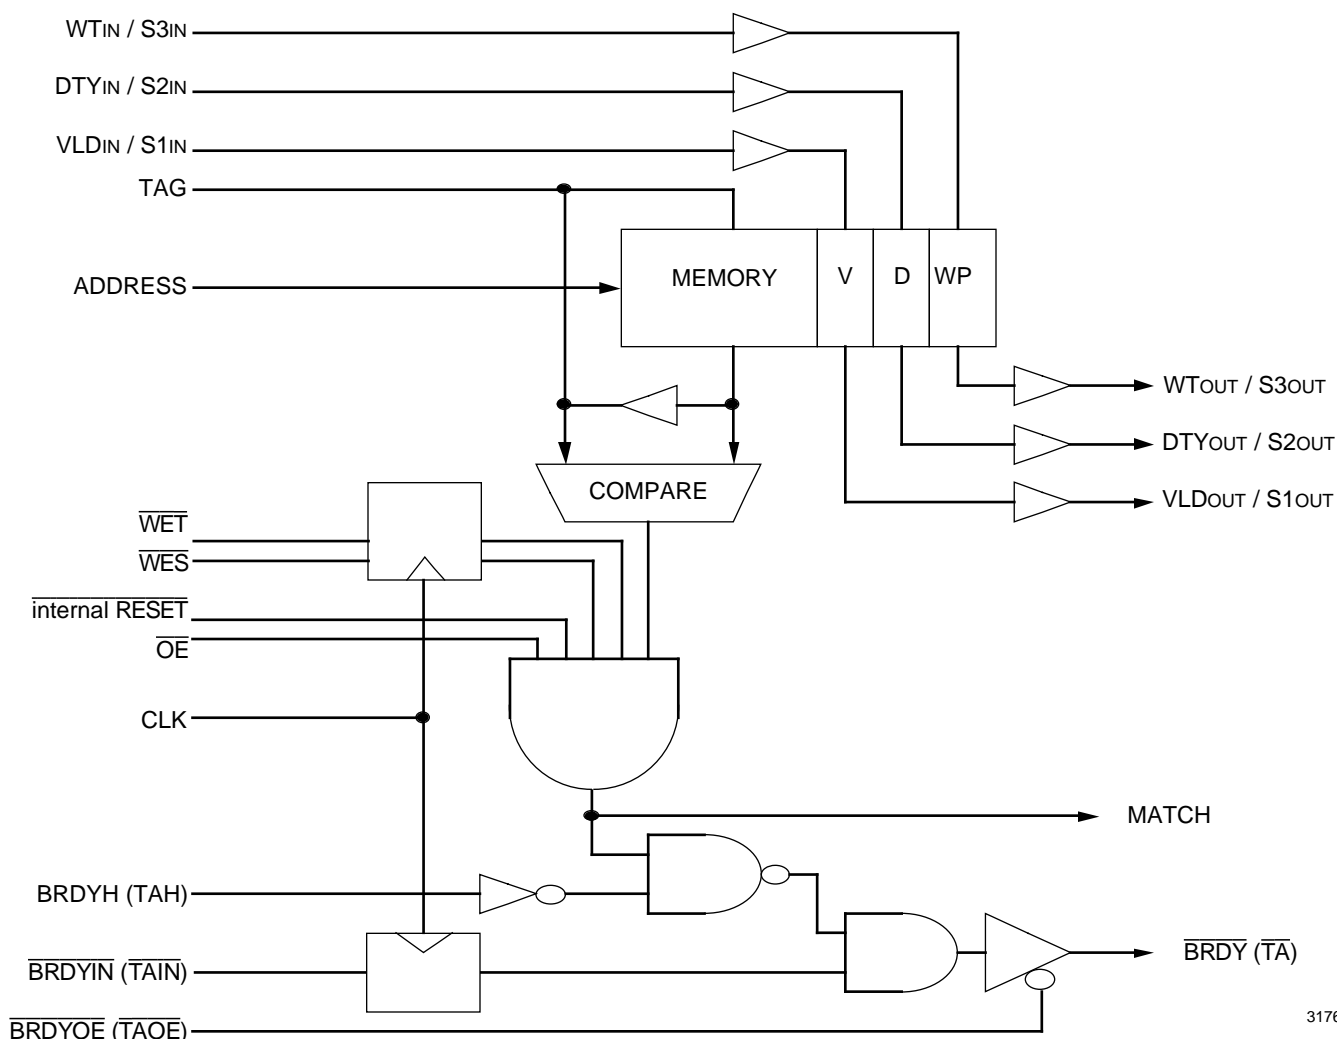 WTIN / S3IN
DTYIN / S2IN
VLDIN / S1IN
TAG
ADDRESS
MEMORY
V
D
WP
WTOUT / S3OUT
DTYOUT / S2OUT
VLDOUT / S1OUT
COMPARE
WET
WES
internal RESET
OE
CLK
MATCH
BRDYH (TAH)
BRDYIN (TAIN)
BRDY (TA)
BRDYOE (TAOE)
3176